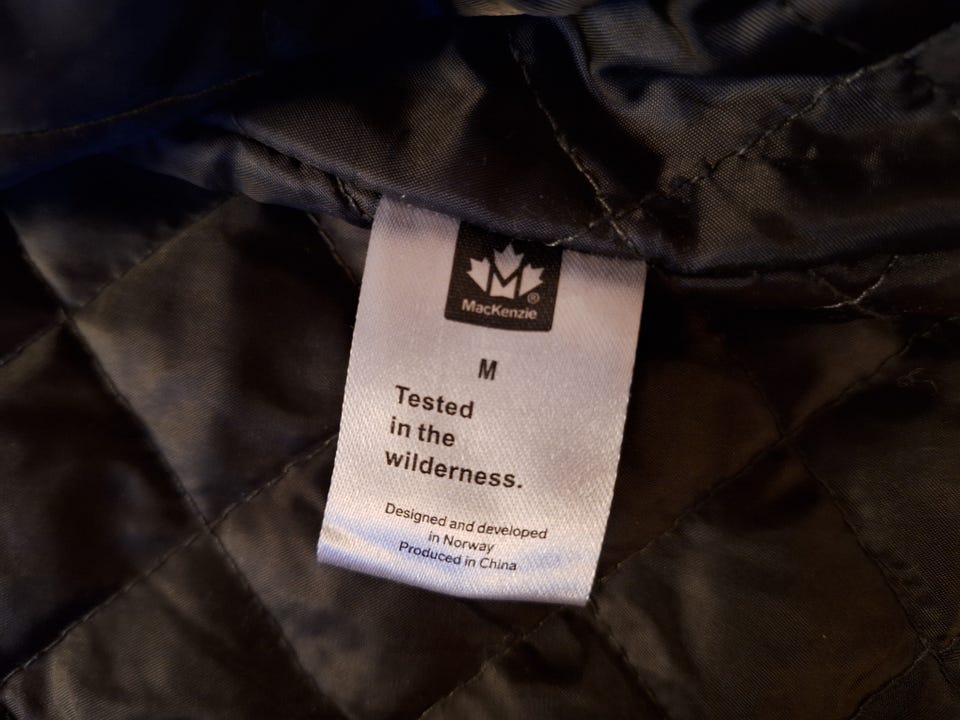 M
®
MacKenzie
M
Tested
in the
wilderness.
Designed and developed
in Norway
Produced in China